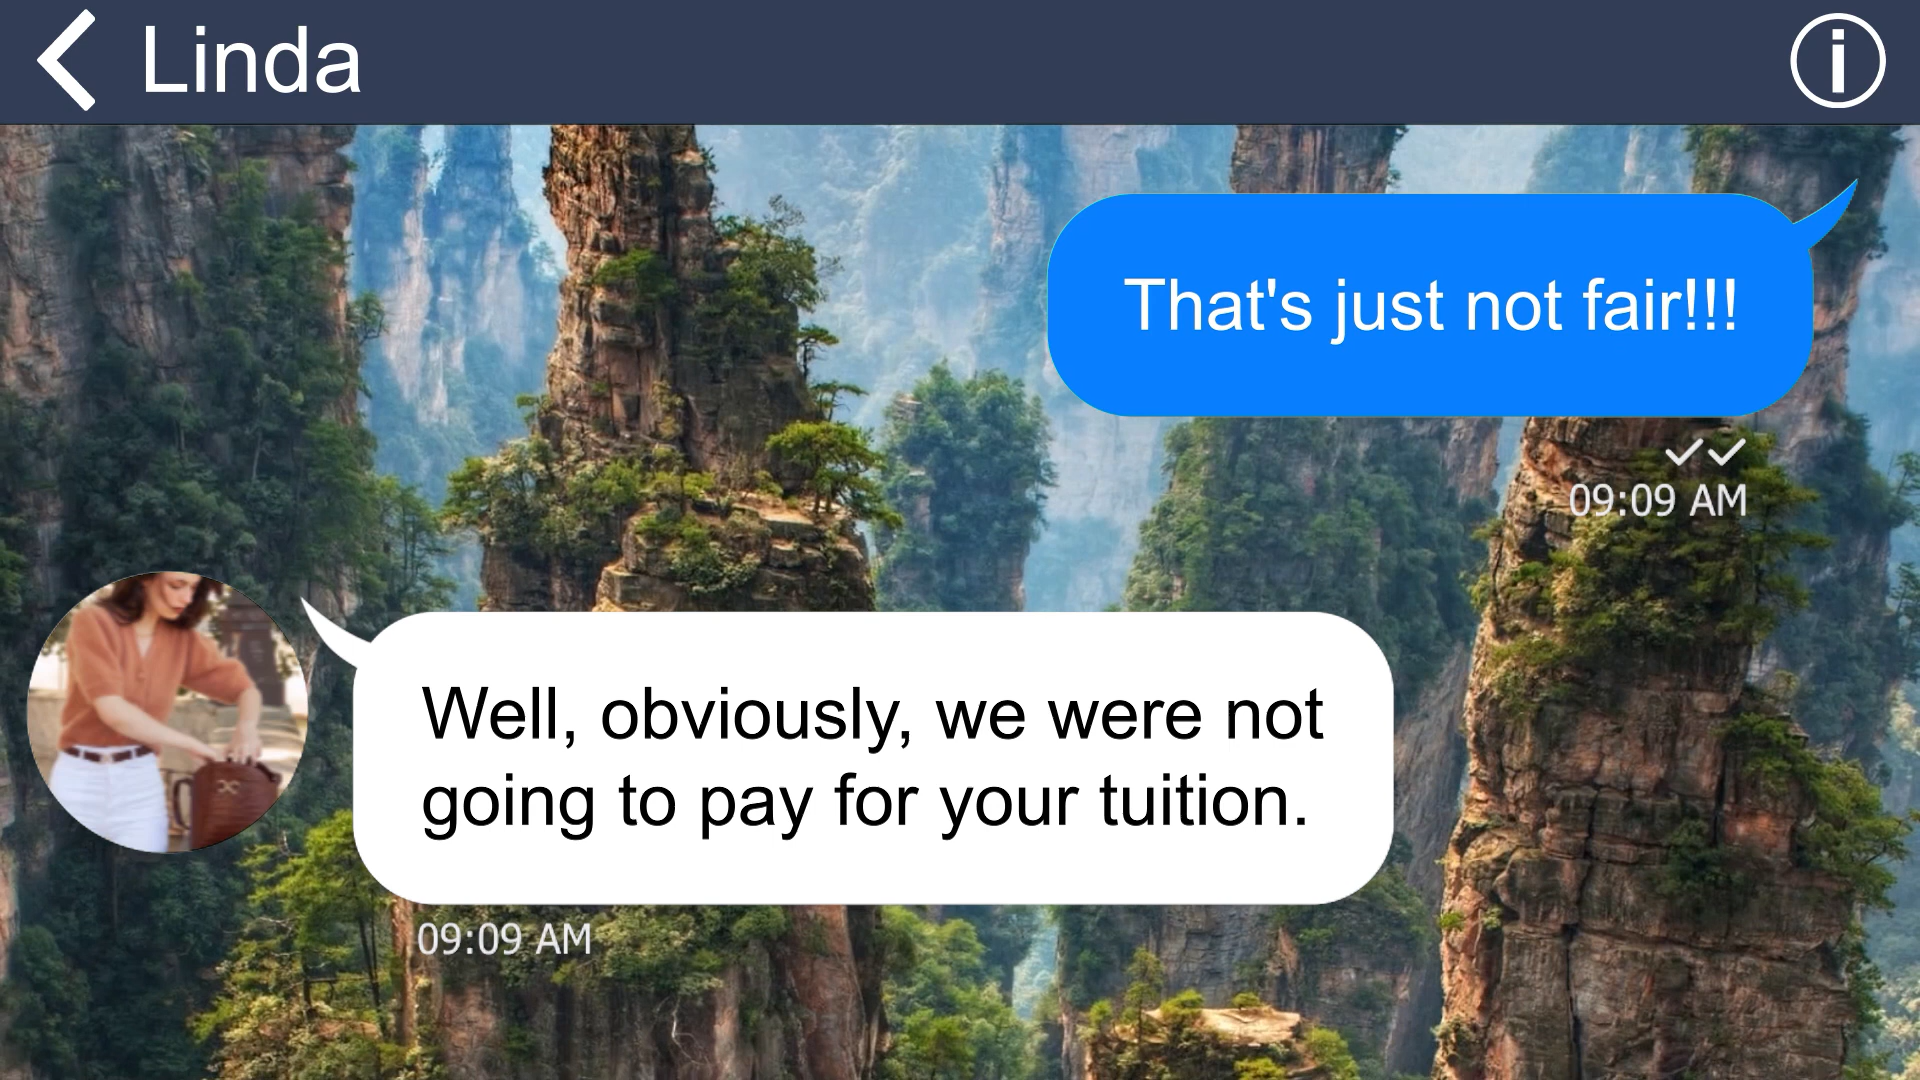 Linda
That's just not fair!!!
09:09 AM
Well, obviously, we were not
going to pay for your tuition.
09:09 AM